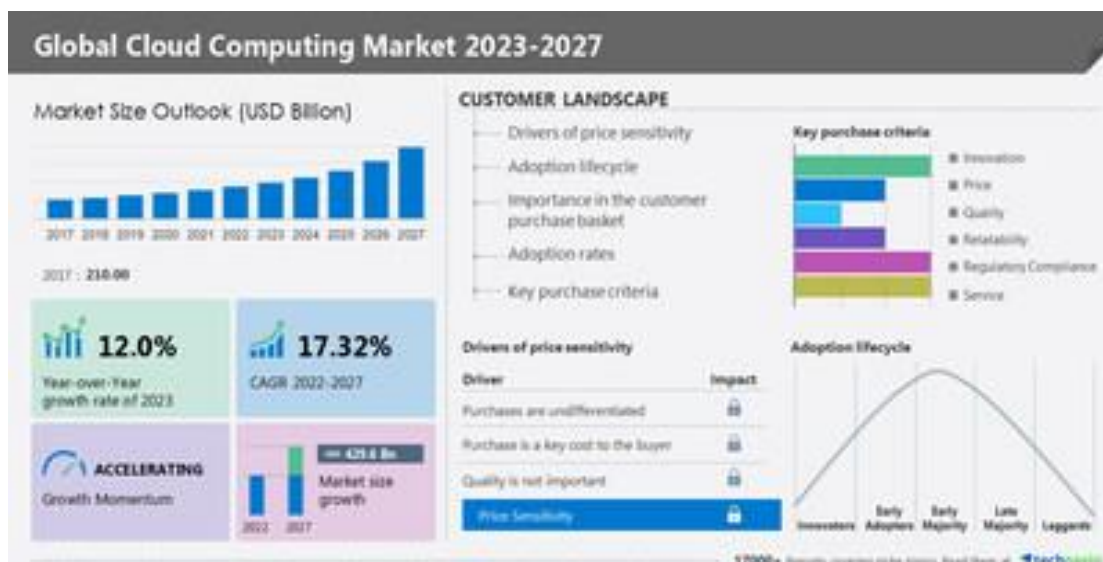 Global Cloud Computing Market 2023-2027
Market Size Outlook (USD Billion)
2017 2018 2019 2020 2021 2022 2023 2024 2025 2026 2027
2017 : 210.00
12.0%
Year-over-Year
growth rate of 2023
17.32%
CAGR 2022-2027
ACCELERATING
Growth Momentum
Market size
growth
2022 2027
CUSTOMER LANDSCAPE
Drivers of price sensitivity
Adoption lifecycle
Importance in the customer
purchase basket
Adoption rates
Key purchase criteria
Key purchase criteria
Innovation
Price
Quality
Regulatory Compliance
Service
Drivers of price sensitivity
Driver Impact
Purchases are undifferentiated
Purchase is a key cost to the buyer
Quality is not important
Price Sensitivity
Adoption lifecycle
Innovators
Early
Adopters
Early
Majority
Late
Majority
Laggards
17000+